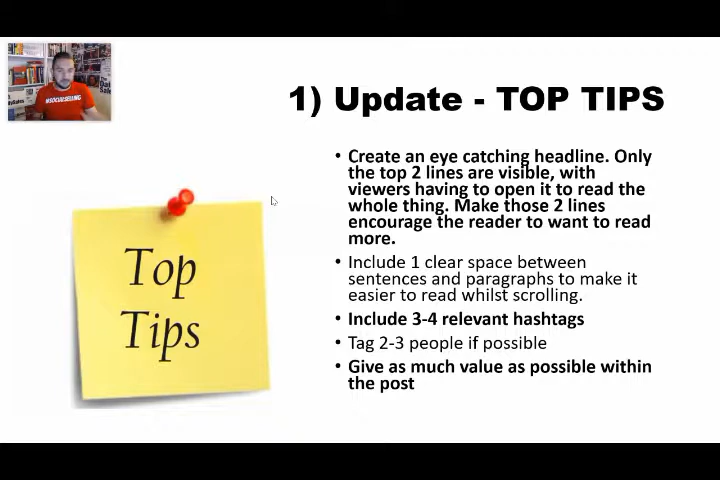 #SOCIALSELLING
1) Update - TOP TIPS
• Create an eye catching headline. Only
the top 2 lines are visible, with
viewers having to open it to read the
whole thing. Make those 2 lines
encourage the reader to want to read
more.
• Include 1 clear space between
sentences and paragraphs to make it
easier to read whilst scrolling.
• Include 3-4 relevant hashtags
• Tag 2-3 people if possible
• Give as much value as possible within
the post
Top
Tips